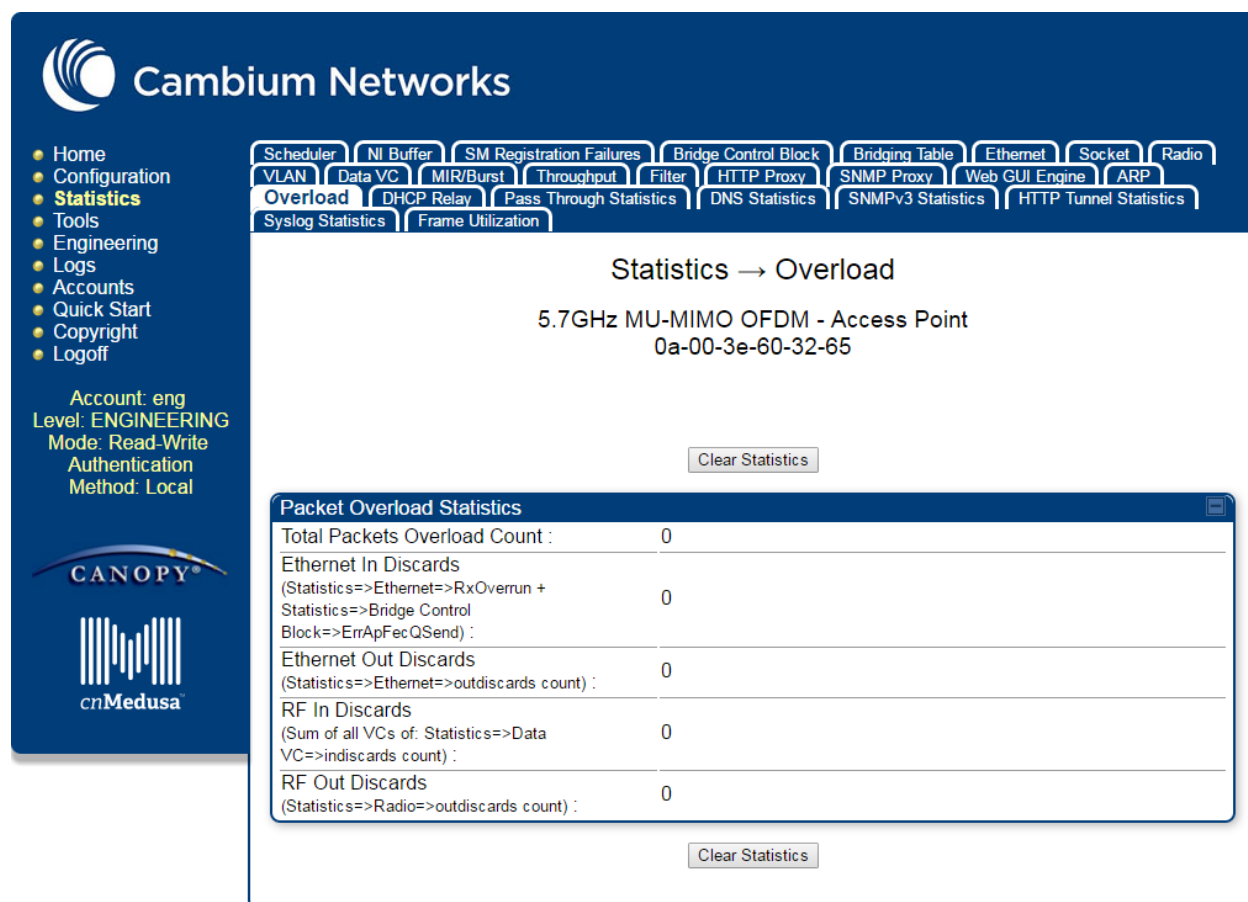 Cambium Networks
Home
Configuration
Statistics
Tools
Engineering
Logs
Accounts
Quick Start
Copyright
Logoff
Account: eng
Level: ENGINEERING
Mode: Read-Write
Authentication
Method: Local
CANOPY®
cnMedusa™
Scheduler NI Buffer SM Registration Failures Bridge Control Block Bridging Table Ethernet Socket Radio
VLAN Data VC MIR/Burst Throughput Filter HTTP Proxy SNMP Proxy Web GUI Engine ARP
Overload DHCP Relay Pass Through Statistics DNS Statistics SNMPv3 Statistics HTTP Tunnel Statistics
Syslog Statistics Frame Utilization
Statistics → Overload
5.7GHz MU-MIMO OFDM - Access Point
0a-00-3e-60-32-65
Clear Statistics
Packet Overload Statistics
Total Packets Overload Count : 0
Ethernet In Discards
(Statistics=>Ethernet=>RxOverrun +
Statistics=>Bridge Control
Block=>ErrApFecQSend) :
0
Ethernet Out Discards
(Statistics=>Ethernet=>outdiscards count) :
0
RF In Discards
(Sum of all VCs of: Statistics=>Data
VC=>indiscards count) :
0
RF Out Discards
(Statistics=>Radio=>outdiscards count) :
0
Clear Statistics